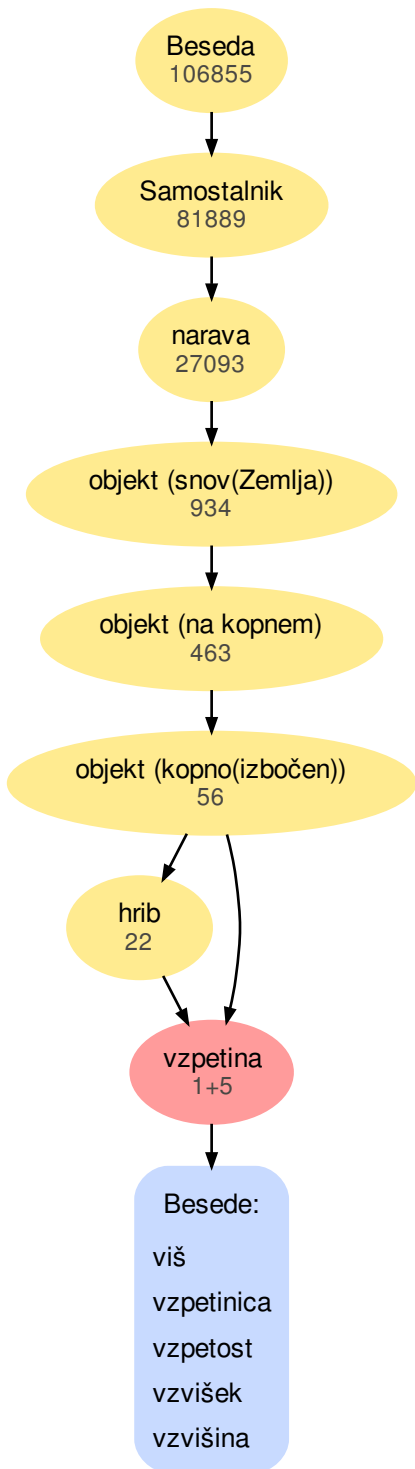 Beseda
106855
Samostalnik
81889
narava
27093
objekt (snov(Zemlja))
934
objekt (na kopnem)
463
objekt (kopno(izbočen))
56
hrib
22
vzpetina
1+5
Besede:
viš
vzpetinica
vzpetost
vzvišek
vzvišina